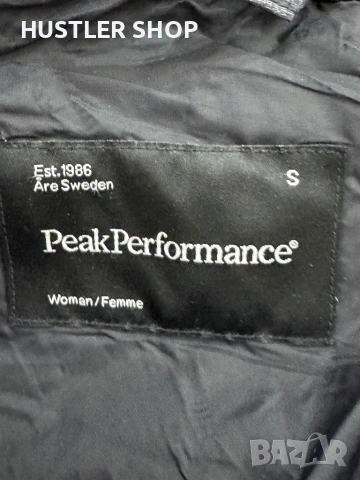 HUSTLER SHOP
Est.1986
Åre Sweden
S
PeakPerformance®
Woman/Femme
BAZAR